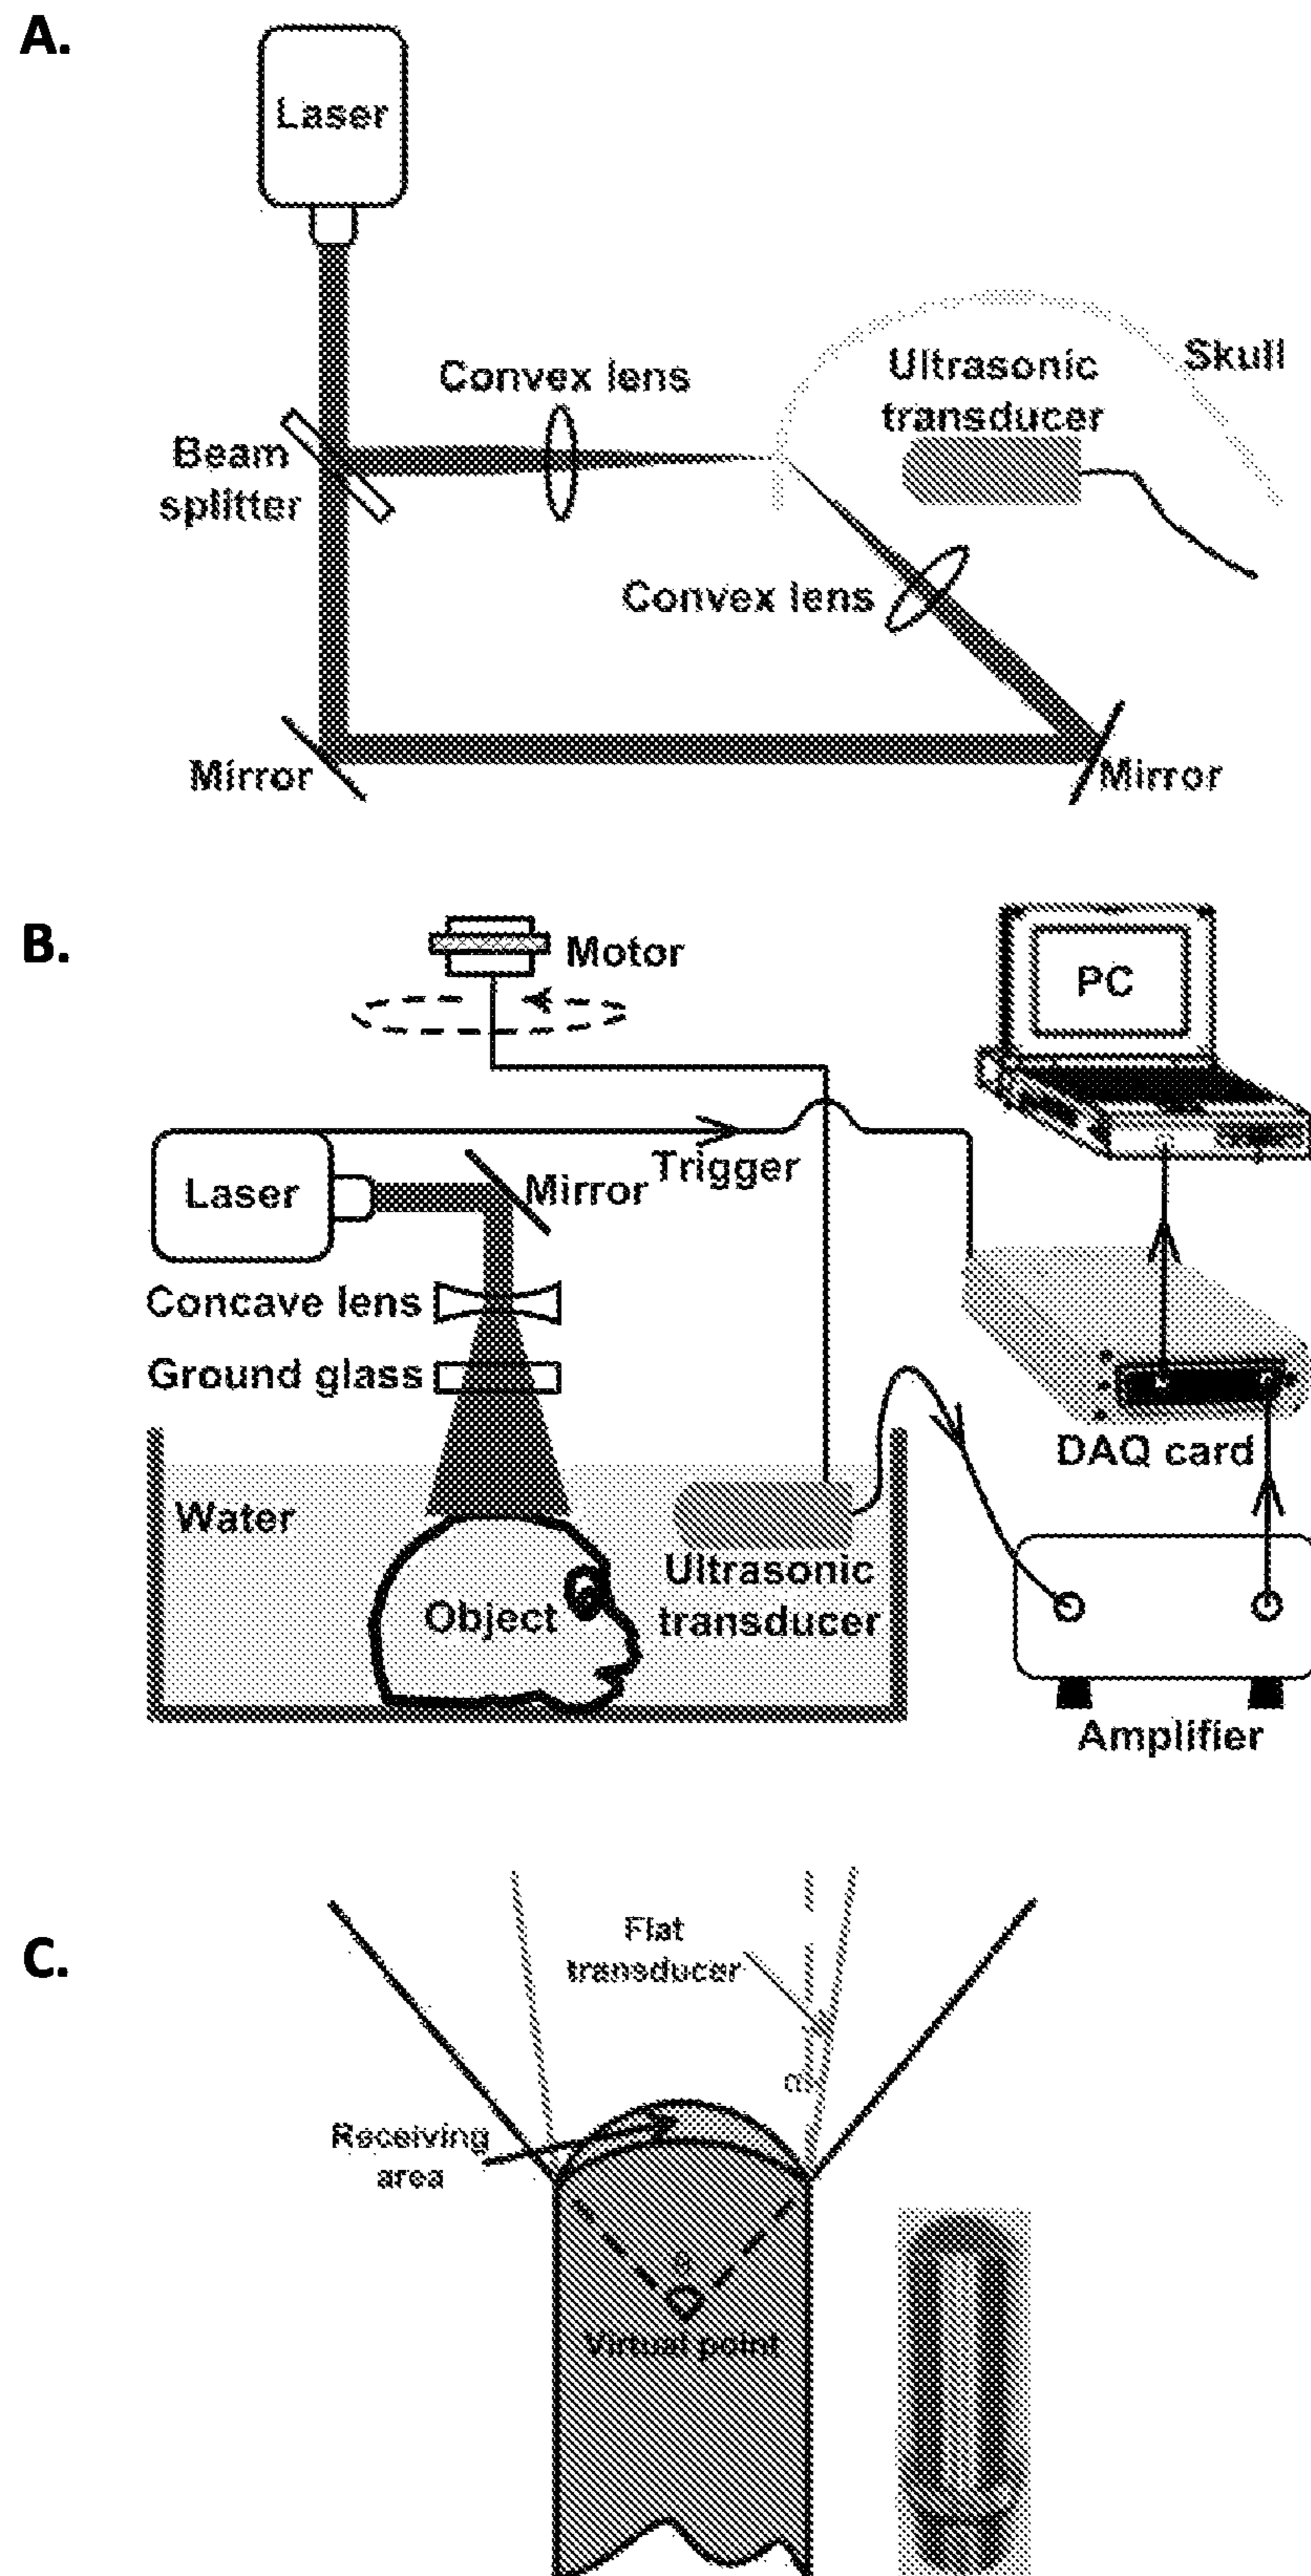 A.
Laser
Convex lens
Ultrasonic
transducer
Skull
Beam
splitter
Convex lens
Mirror
Mirror
B.
Motor
PC
Trigger
Laser
Mirror
Concave lens
Ground glass
DAQ card
Water
Ultrasonic
transducer
Object
Amplifier
C.
Flat
transducer
Receiving
area
θ
Virtual point